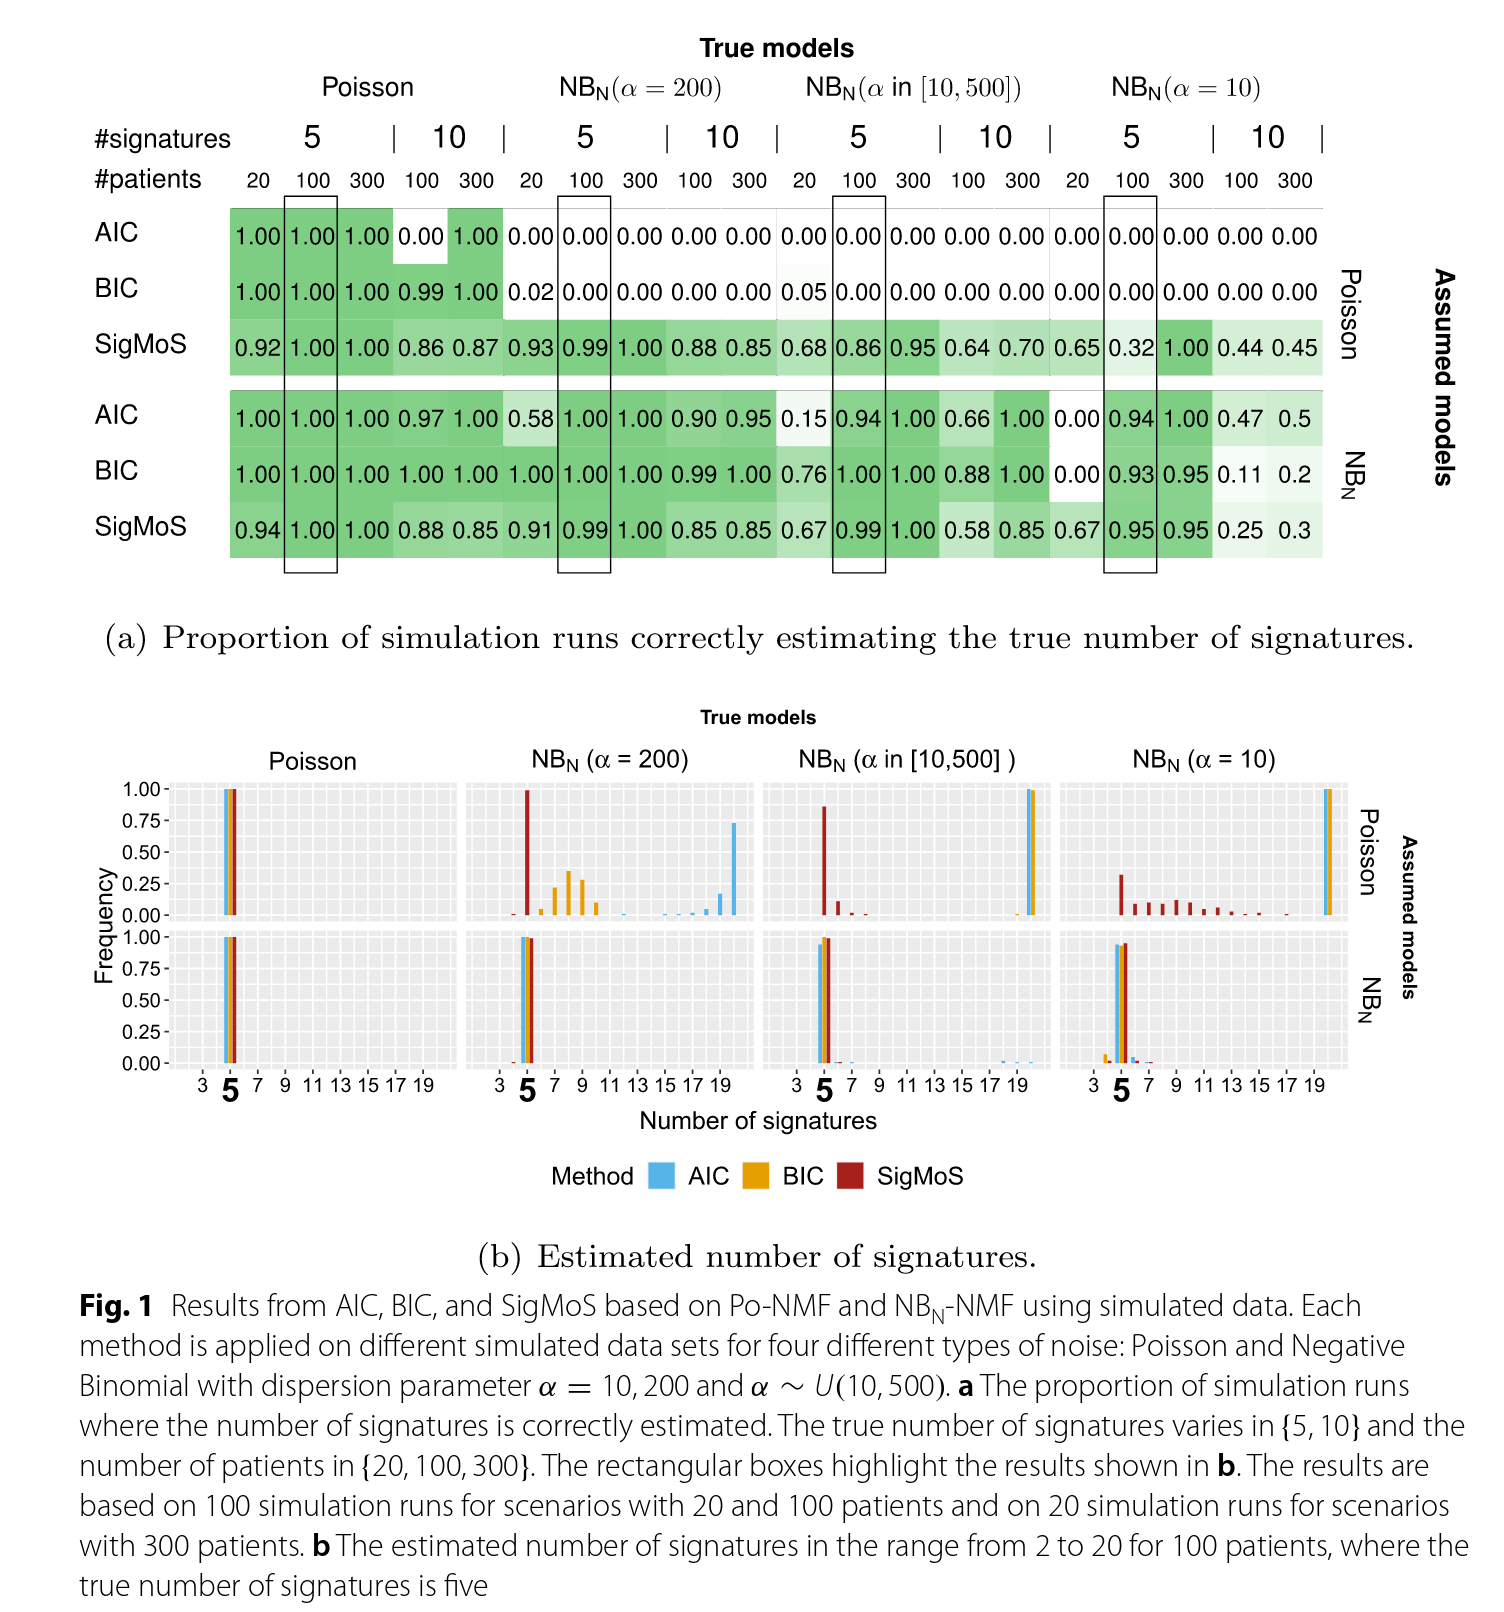 True models
Poisson NB_N(α = 200) NB_N(α in [10, 500]) NB_N(α = 10)
#signatures 5 | 10 | 5 | 10 | 5 | 10 | 5 | 10 |
#patients 20 100 300 100 300 20 100 300 100 300 20 100 300 100 300 20 100 300 100 300
AIC 1.00 1.00 1.00 0.00 1.00 0.00 0.00 0.00 0.00 0.00 0.00 0.00 0.00 0.00 0.00 0.00 0.00 0.00 0.00 0.00
BIC 1.00 1.00 1.00 0.99 1.00 0.02 0.00 0.00 0.00 0.00 0.05 0.00 0.00 0.00 0.00 0.00 0.00 0.00 0.00 0.00
SigMoS 0.92 1.00 1.00 0.86 0.87 0.93 0.99 1.00 0.88 0.85 0.68 0.86 0.95 0.64 0.70 0.65 0.32 1.00 0.44 0.45
Poisson
AIC 1.00 1.00 1.00 0.97 1.00 0.58 1.00 1.00 0.90 0.95 0.15 0.94 1.00 0.66 1.00 0.00 0.94 1.00 0.47 0.5
BIC 1.00 1.00 1.00 1.00 1.00 1.00 1.00 1.00 0.99 1.00 0.76 1.00 1.00 0.88 1.00 0.00 0.93 0.95 0.11 0.2
SigMoS 0.94 1.00 1.00 0.88 0.85 0.91 0.99 1.00 0.85 0.85 0.67 0.99 1.00 0.58 0.85 0.67 0.95 0.95 0.25 0.3
NB_N
Assumed models
(a) Proportion of simulation runs correctly estimating the true number of signatures.
True models
Poisson NB_N (α = 200) NB_N (α in [10,500] ) NB_N (α = 10)
1.00
0.75
0.50
0.25
0.00
Poisson
1.00
0.75
0.50
0.25
0.00
NB_N
Frequency
Assumed models
3 5 7 9 11 13 15 17 19 3 5 7 9 11 13 15 17 19 3 5 7 9 11 13 15 17 19 3 5 7 9 11 13 15 17 19
Number of signatures
Method AIC BIC SigMoS
(b) Estimated number of signatures.
Fig. 1 Results from AIC, BIC, and SigMoS based on Po-NMF and NB_N-NMF using simulated data. Each
method is applied on different simulated data sets for four different types of noise: Poisson and Negative
Binomial with dispersion parameter α = 10, 200 and α ∼ U(10, 500). a The proportion of simulation runs
where the number of signatures is correctly estimated. The true number of signatures varies in {5, 10} and the
number of patients in {20, 100, 300}. The rectangular boxes highlight the results shown in b. The results are
based on 100 simulation runs for scenarios with 20 and 100 patients and on 20 simulation runs for scenarios
with 300 patients. b The estimated number of signatures in the range from 2 to 20 for 100 patients, where the
true number of signatures is five